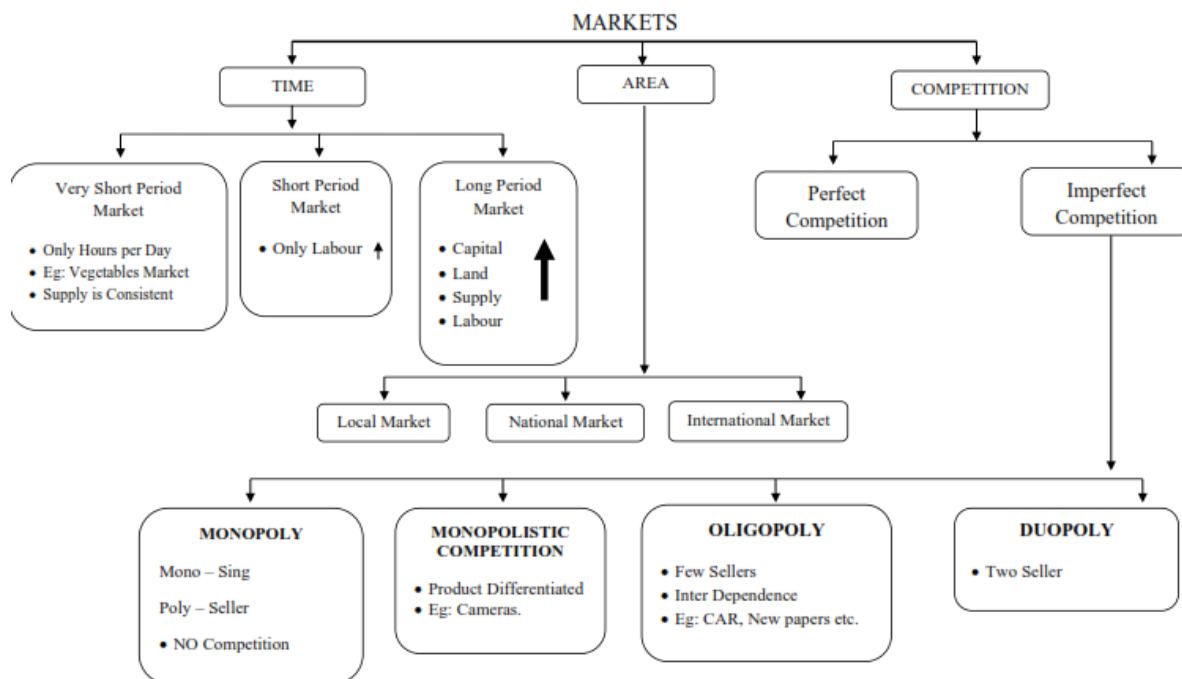 MARKETS
TIME
AREA
COMPETITION
Very Short Period
Market
• Only Hours per Day
• Eg: Vegetables Market
• Supply is Consistent
Short Period
Market
• Only Labour
Long Period
Market
• Capital
• Land
• Supply
• Labour
Perfect
Competition
Imperfect
Competition
Local Market
National Market
International Market
MONOPOLY
Mono – Sing
Poly – Seller
• NO Competition
MONOPOLISTIC
COMPETITION
• Product Differentiated
• Eg: Cameras.
OLIGOPOLY
• Few Sellers
• Inter Dependence
• Eg: CAR, New papers etc.
DUOPOLY
• Two Seller